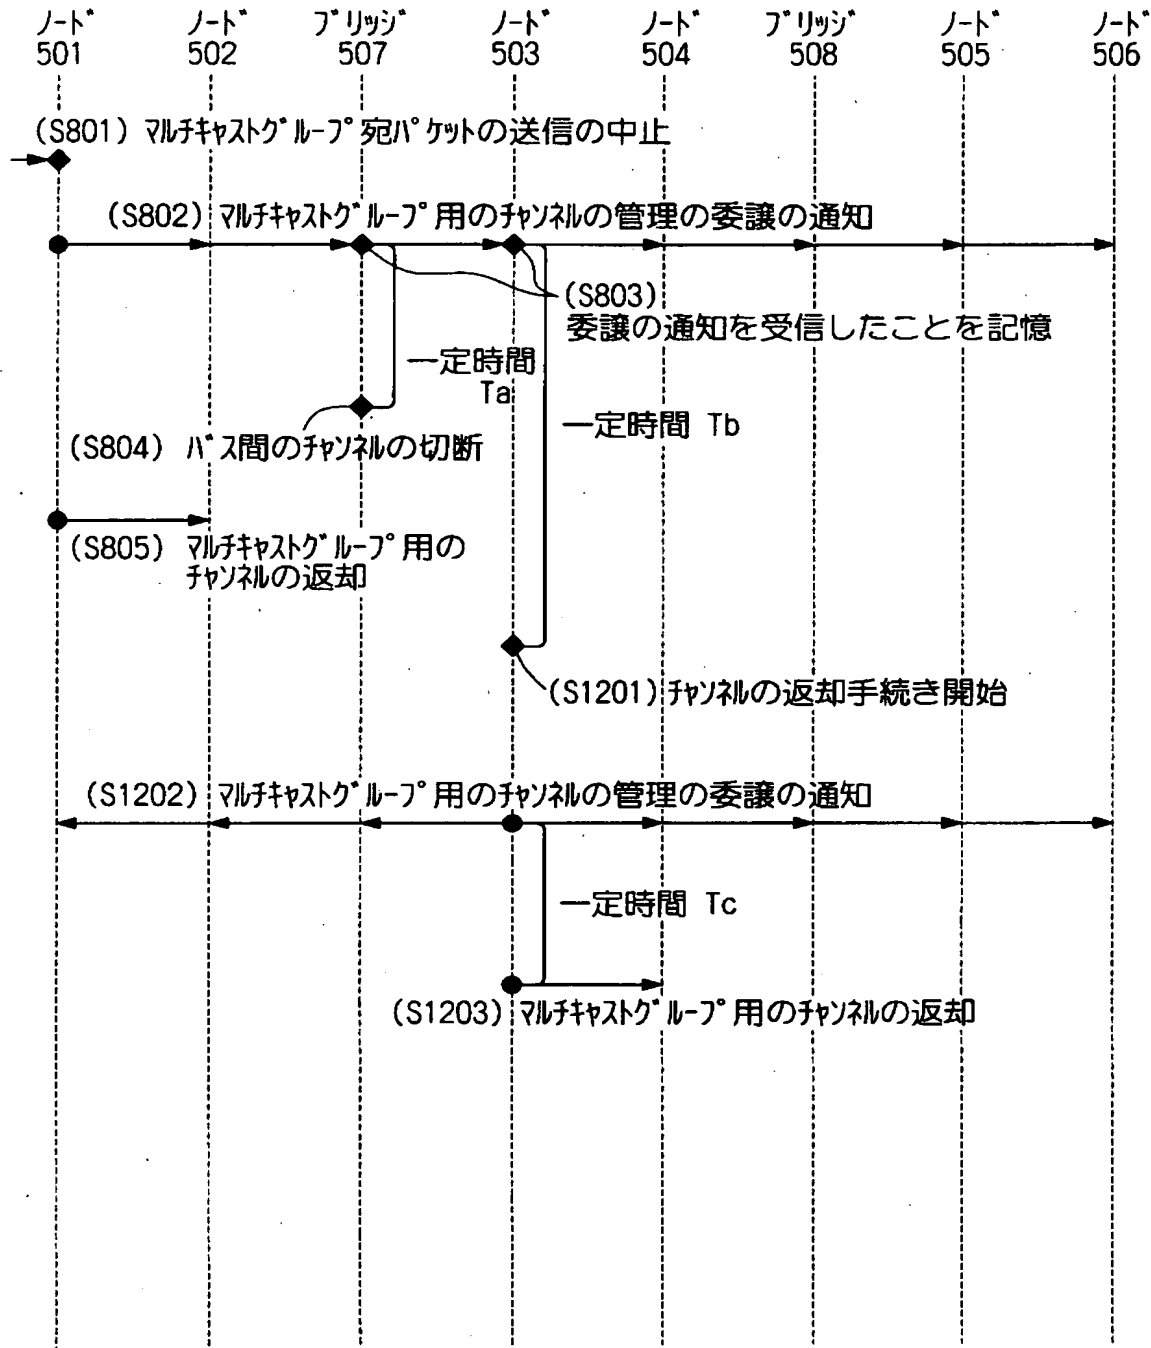 ノード ノード ブリッジ ノード ノード ブリッジ ノード ノード
501 502 507 503 504 508 505 506
(S801) マルチキャストグループ宛パケットの送信の中止
(S802) マルチキャストグループ用のチャンネルの管理の委譲の通知
(S803)
委譲の通知を受信したことを記憶
一定時間
Ta
一定時間 Tb
(S804) バス間のチャンネルの切断
(S805) マルチキャストグループ用の
チャンネルの返却
(S1201) チャンネルの返却手続き開始
(S1202) マルチキャストグループ用のチャンネルの管理の委譲の通知
一定時間 Tc
(S1203) マルチキャストグループ用のチャンネルの返却